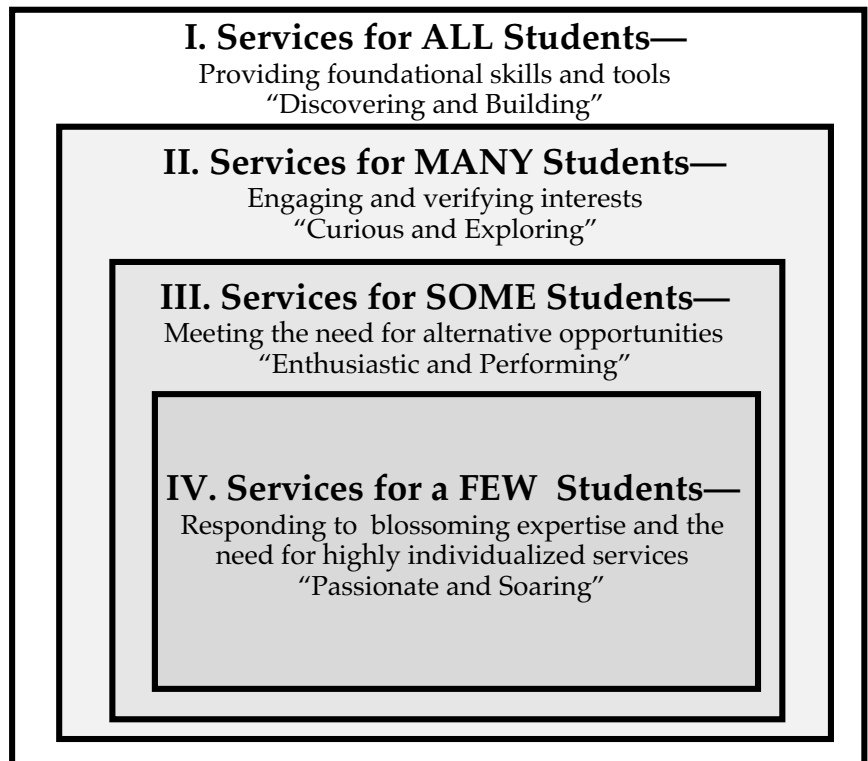 I. Services for ALL Students—
Providing foundational skills and tools
“Discovering and Building”
II. Services for MANY Students—
Engaging and verifying interests
“Curious and Exploring”
III. Services for SOME Students—
Meeting the need for alternative opportunities
“Enthusiastic and Performing”
IV. Services for a FEW  Students—
Responding to  blossoming expertise and the
need for highly individualized services
“Passionate and Soaring”